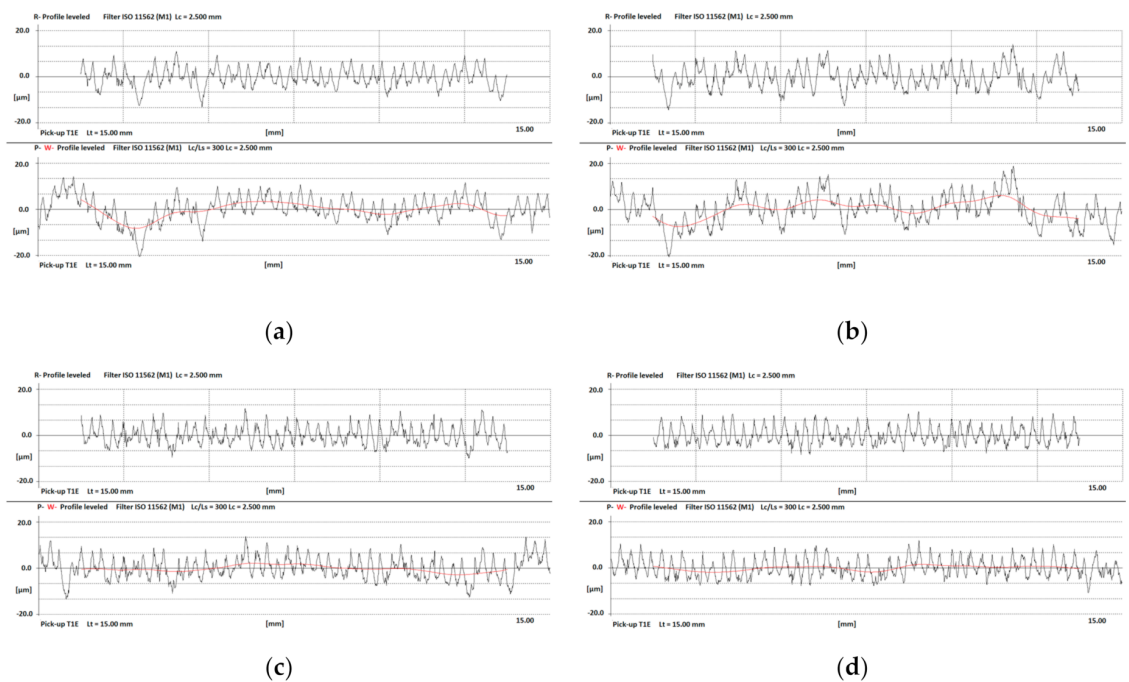 R- Profile leveled Filter ISO 11562 (M1) Lc = 2.500 mm
20.0
0.0
[µm]
-20.0
Pick-up T1E Lt = 15.00 mm [mm] 15.00
P- W- Profile leveled Filter ISO 11562 (M1) Lc/Ls = 300 Lc = 2.500 mm
20.0
0.0
[µm]
-20.0
Pick-up T1E Lt = 15.00 mm [mm] 15.00
(a)
R- Profile leveled Filter ISO 11562 (M1) Lc = 2.500 mm
20.0
0.0
[µm]
-20.0
Pick-up T1E Lt = 15.00 mm [mm] 15.00
P- W- Profile leveled Filter ISO 11562 (M1) Lc/Ls = 300 Lc = 2.500 mm
20.0
0.0
[µm]
-20.0
Pick-up T1E Lt = 15.00 mm [mm] 15.00
(b)
R- Profile leveled Filter ISO 11562 (M1) Lc = 2.500 mm
20.0
0.0
[µm]
-20.0
Pick-up T1E Lt = 15.00 mm [mm] 15.00
P- W- Profile leveled Filter ISO 11562 (M1) Lc/Ls = 300 Lc = 2.500 mm
20.0
0.0
[µm]
-20.0
Pick-up T1E Lt = 15.00 mm [mm] 15.00
(c)
R- Profile leveled Filter ISO 11562 (M1) Lc = 2.500 mm
20.0
0.0
[µm]
-20.0
Pick-up T1E Lt = 15.00 mm [mm] 15.00
P- W- Profile leveled Filter ISO 11562 (M1) Lc/Ls = 300 Lc = 2.500 mm
20.0
0.0
[µm]
-20.0
Pick-up T1E Lt = 15.00 mm [mm] 15.00
(d)